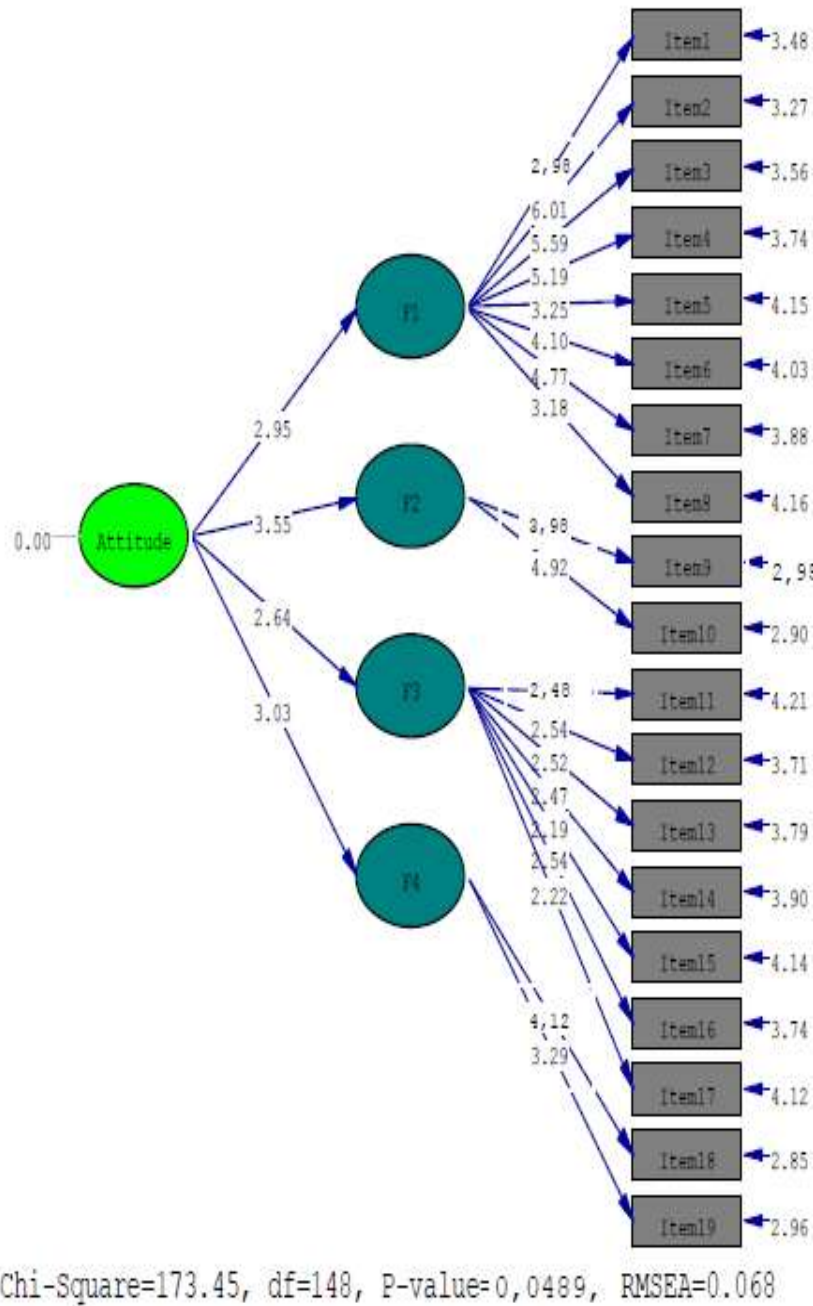 Item1 3.48
Item2 3.27
2,98
Item3 3.56
6.01
5.59
Item4 3.74
5.19
3.25
F1
Item5 4.15
4.10
Item6 4.03
4.77
3.18
2.95
Item7 3.88
F2
Item8 4.16
3.55
3,98
0.00 Attitude
Item9
4.92
2.64
Item10 2.90
F3
2,48
Item11 4.21
3.03
2.54
Item12 3.71
2.52
2.47
Item13 3.79
2.19
2.54
F4
2.22
Item14 3.90
Item15 4.14
4,12
Item16 3.74
3.29
Item17 4.12
Item18 2.85
Item19 2.96
Chi-Square=173.45, df=148, P-value=0,0489, RMSEA=0.068